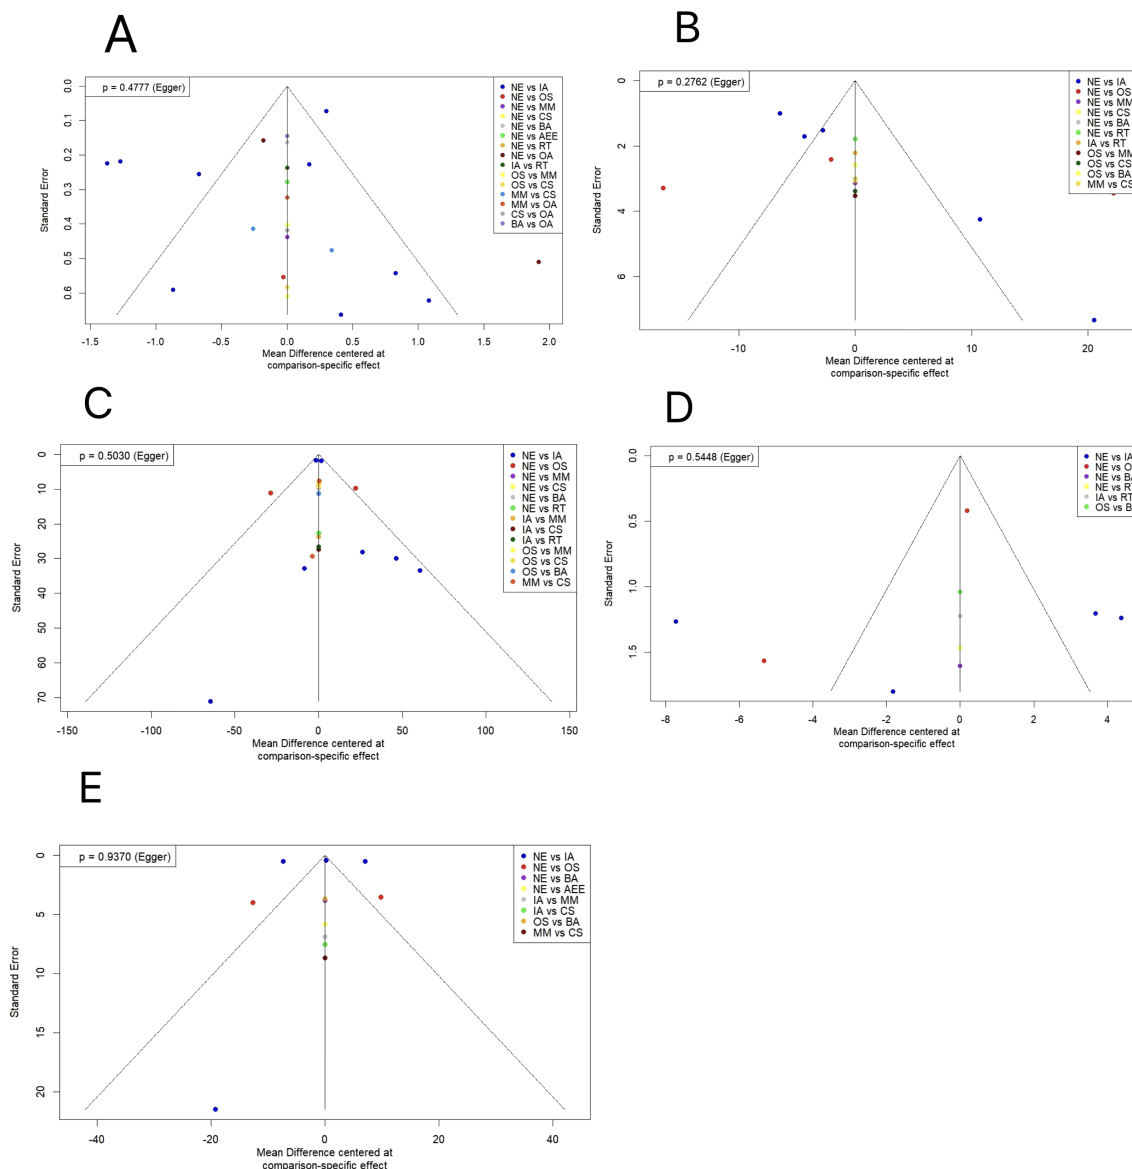 A
p = 0.4777 (Egger)
NE vs IA
NE vs OS
NE vs MM
NE vs CS
NE vs BA
NE vs AEE
NE vs RT
NE vs OA
IA vs RT
OS vs MM
OS vs CS
MM vs CS
MM vs OA
CS vs OA
BA vs OA
Standard Error
0.0
0.1
0.2
0.3
0.4
0.5
0.6
-1.5 -1.0 -0.5 0.0 0.5 1.0 1.5 2.0
Mean Difference centered at
comparison-specific effect
B
p = 0.2762 (Egger)
NE vs IA
NE vs OS
NE vs MM
NE vs CS
NE vs BA
NE vs RT
IA vs RT
OS vs MM
OS vs CS
OS vs BA
MM vs CS
Standard Error
0
2
4
6
-10 0 10 20
Mean Difference centered at
comparison-specific effect
C
p = 0.5030 (Egger)
NE vs IA
NE vs OS
NE vs MM
NE vs CS
NE vs BA
NE vs RT
IA vs MM
IA vs CS
IA vs RT
OS vs MM
OS vs CS
OS vs BA
MM vs CS
Standard Error
0
10
20
30
40
50
60
70
-150 -100 -50 0 50 100 150
Mean Difference centered at
comparison-specific effect
D
p = 0.5448 (Egger)
NE vs IA
NE vs O
NE vs B
NE vs R
IA vs RT
OS vs B
Standard Error
0.0
0.5
1.0
1.5
-8 -6 -4 -2 0 2 4
Mean Difference centered at
comparison-specific effect
E
p = 0.9370 (Egger)
NE vs IA
NE vs OS
NE vs BA
NE vs AEE
IA vs MM
IA vs CS
OS vs BA
MM vs CS
Standard Error
0
5
10
15
20
-40 -20 0 20 40
Mean Difference centered at
comparison-specific effect